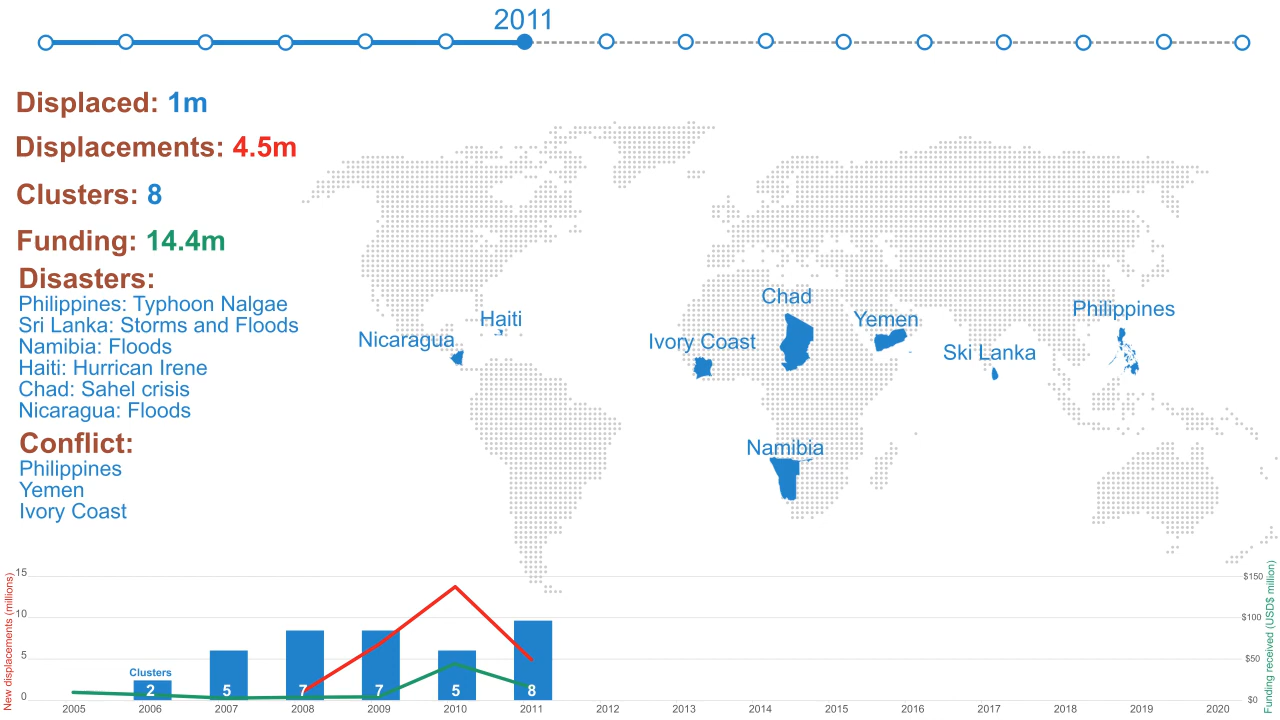 2011
Displaced: 1m
Displacements: 4.5m
Clusters: 8
Funding: 14.4m
Disasters:
Philippines: Typhoon Nalgae
Sri Lanka: Storms and Floods
Namibia: Floods
Haiti: Hurrican Irene
Chad: Sahel crisis
Nicaragua: Floods
Conflict:
Philippines
Yemen
Ivory Coast
Chad
Philippines
Haiti
Yemen
Nicaragua
Ivory Coast
Ski Lanka
Namibia
New displacements (millions)
15
10
5
0
Clusters
2
5
7
7
5
8
$150
$100
$50
$0
Funding received (USD$ million)
2005 2006 2007 2008 2009 2010 2011 2012 2013 2014 2015 2016 2017 2018 2019 2020